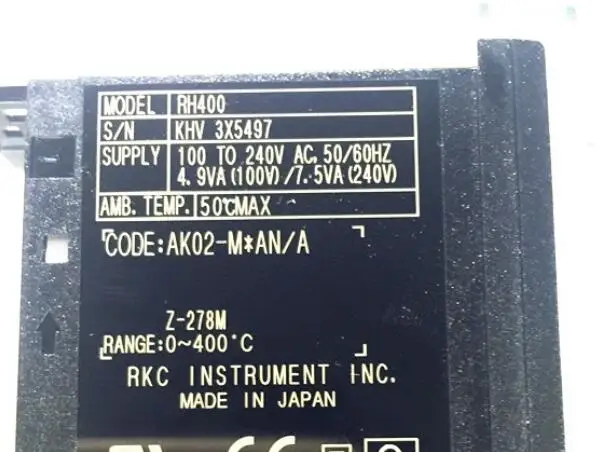 MODEL RH400
S/N KHV 3X5497
SUPPLY 100 TO 240V AC, 50/60HZ
4.9VA(100V)/7.5VA(240V)
AMB. TEMP. 50℃MAX
CODE:AK02-M*AN/A
Z-278M
RANGE:0~400°C
RKC INSTRUMENT INC.
MADE IN JAPAN